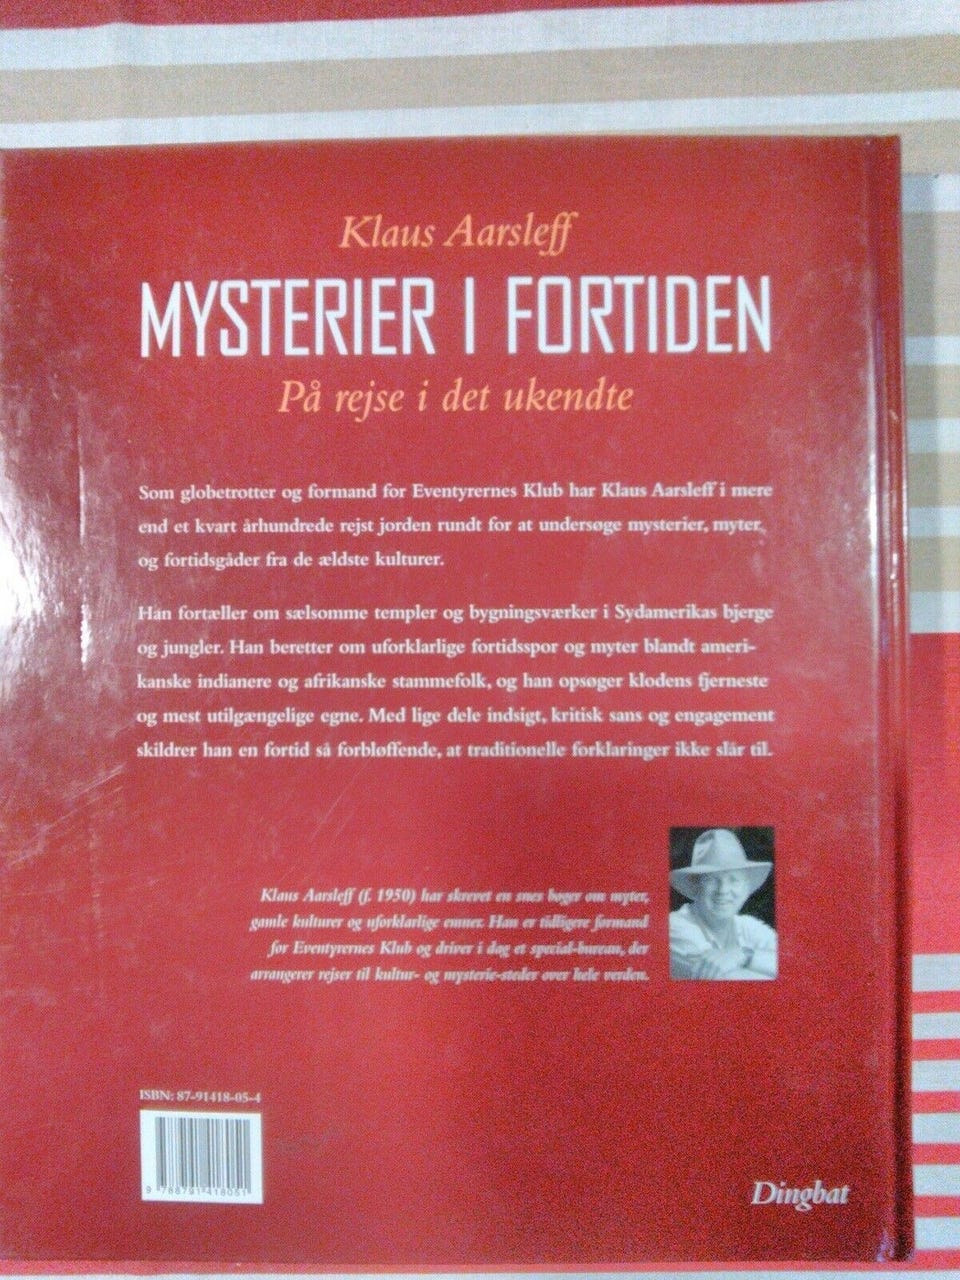 Klaus Aarsleff
MYSTERIER I FORTIDEN
På rejse i det ukendte
Som globetrotter og formand for Eventyrernes Klub har Klaus Aarsleff i mere
end et kvart århundrede rejst jorden rundt for at undersøge mysterier, myter,
og fortidsgåder fra de ældste kulturer.
Han fortæller om sælsomme templer og bygningsværker i Sydamerikas bjerge
og jungler. Han beretter om uforklarlige fortidsspor og myter blandt ameri-
kanske indianere og afrikanske stammefolk, og han opsøger klodens fjerneste
og mest utilgængelige egne. Med lige dele indsigt, kritisk sans og engagement
skildrer han en fortid så forbløffende, at traditionelle forklaringer ikke slår til.
Klaus Aarsleff (f. 1950) har skrevet en snes bøger om myter,
gamle kulturer og uforklarlige emner. Han er tidligere formand
for Eventyrernes Klub og driver i dag et special-bureau, der
arrangerer rejser til kultur- og mysterie-steder over hele verden.
ISBN: 87-91418-05-4
9 788791 418051
Dingbat